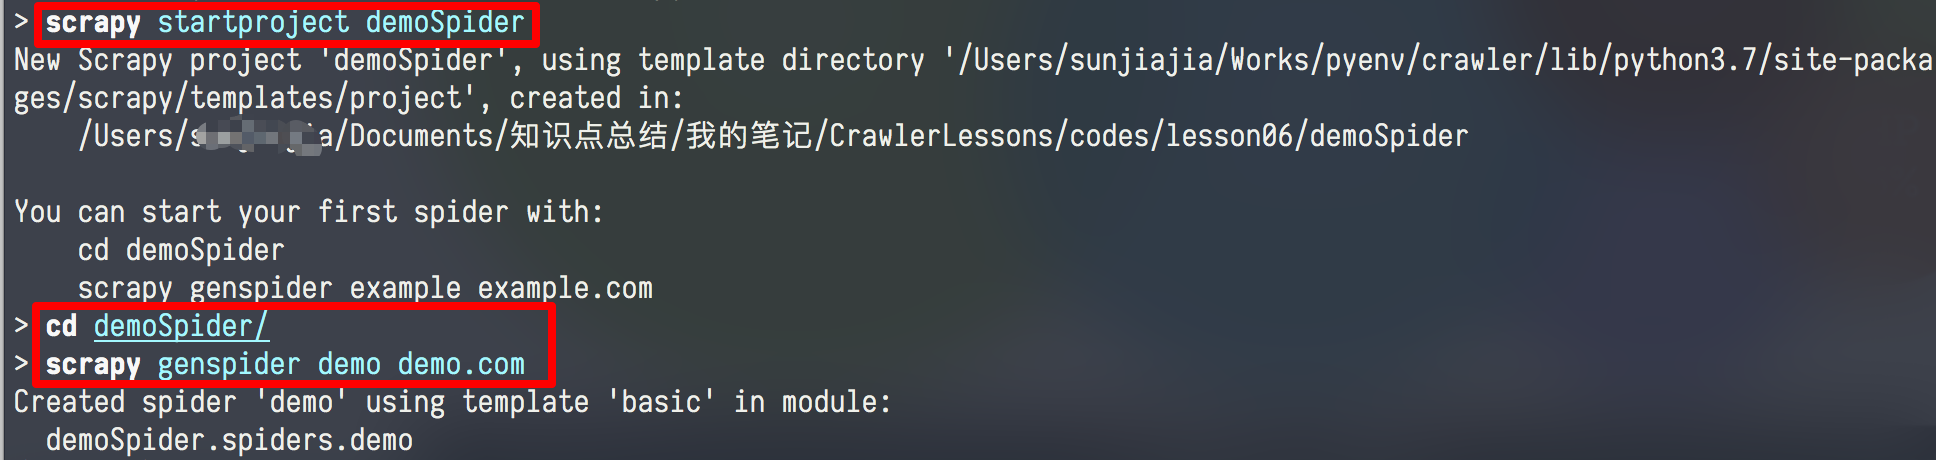 > scrapy startproject demoSpider
New Scrapy project 'demoSpider', using template directory '/Users/sunjiajia/Works/pyenv/crawler/lib/python3.7/site-packa
ges/scrapy/templates/project', created in:
/Users/ /Documents/知识点总结/我的笔记/CrawlerLessons/codes/lesson06/demoSpider
You can start your first spider with:
cd demoSpider
scrapy genspider example example.com
> cd demoSpider/
> scrapy genspider demo demo.com
Created spider 'demo' using template 'basic' in module:
demoSpider.spiders.demo